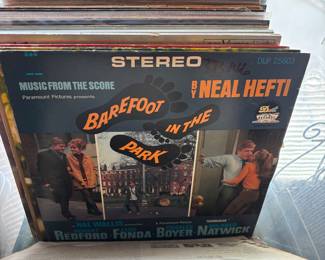 STEREO
DLP 25603
MUSIC FROM THE SCORE
BY NEAL HEFTI
Paramount Pictures presents
BAREFOOT
IN THE
PARK
HAL WALLIS
REDFORD FONDA BOYER NATWICK